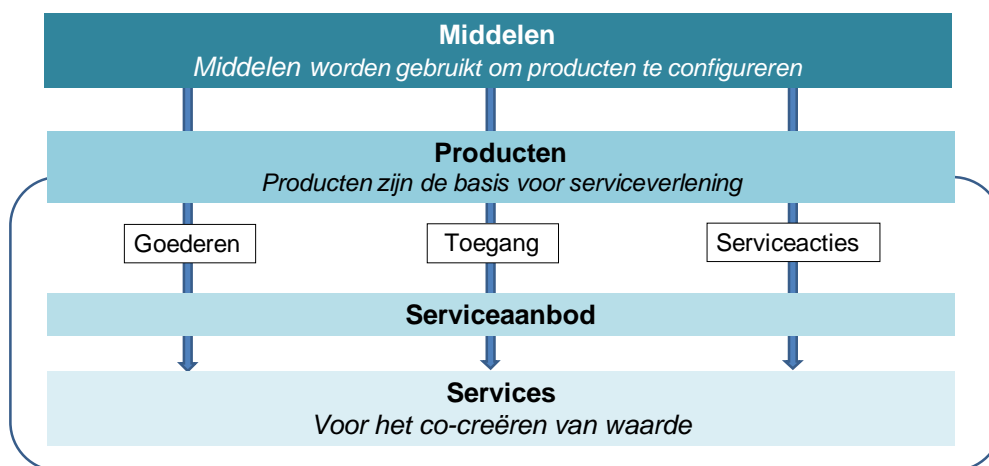 Middelen
Middelen worden gebruikt om producten te configureren
Producten
Producten zijn de basis voor serviceverlening
Goederen
Toegang
Serviceacties
Serviceaanbod
Services
Voor het co-creëren van waarde